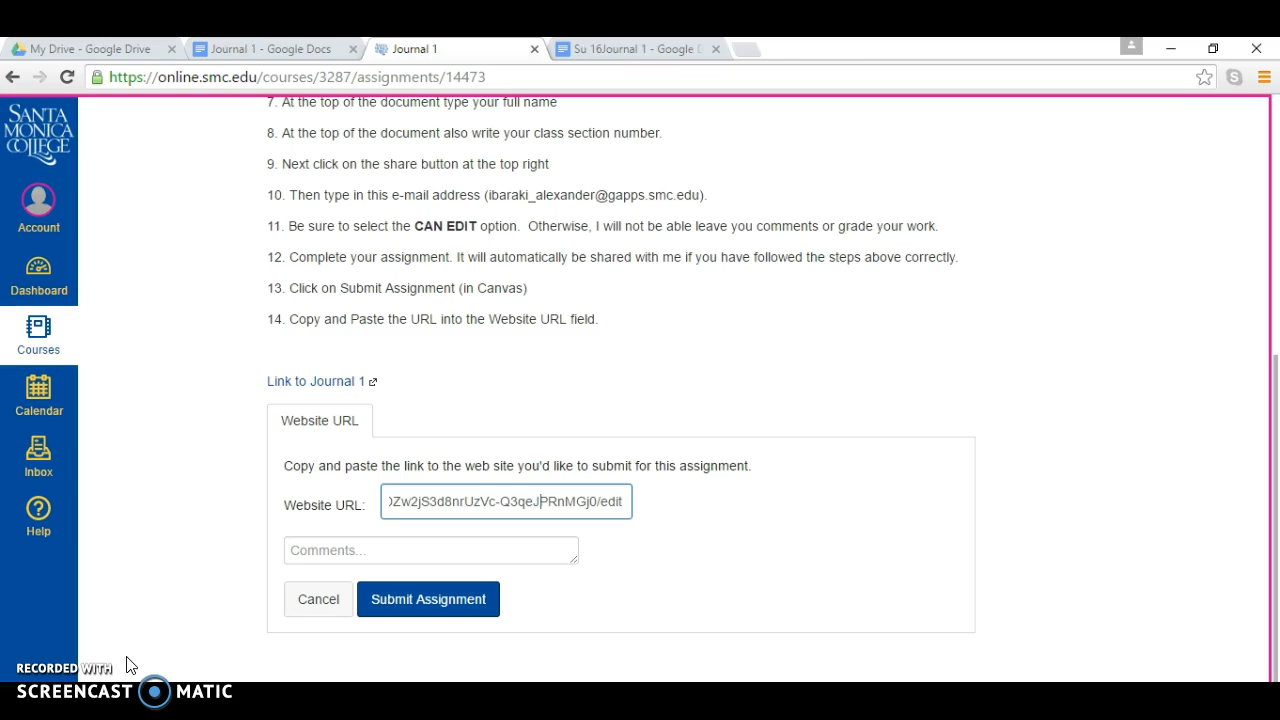 My Drive - Google Drive
Journal 1 - Google Docs
Journal 1
Su 16Journal 1 - Google D
https://online.smc.edu/courses/3287/assignments/14473
SANTA
MONICA
COLLEGE
Account
Dashboard
Courses
Calendar
Inbox
Help
7. At the top of the document type your full name
8. At the top of the document also write your class section number.
9. Next click on the share button at the top right
10. Then type in this e-mail address (ibaraki_alexander@gapps.smc.edu).
11. Be sure to select the CAN EDIT option.  Otherwise, I will not be able leave you comments or grade your work.
12. Complete your assignment. It will automatically be shared with me if you have followed the steps above correctly.
13. Click on Submit Assignment (in Canvas)
14. Copy and Paste the URL into the Website URL field.
Link to Journal 1
Website URL
Copy and paste the link to the web site you'd like to submit for this assignment.
Website URL: Zw2jS3d8nrUzVc-Q3qeJPRnMGj0/edit
Comments...
Cancel Submit Assignment
RECORDED WITH
SCREENCAST MATIC